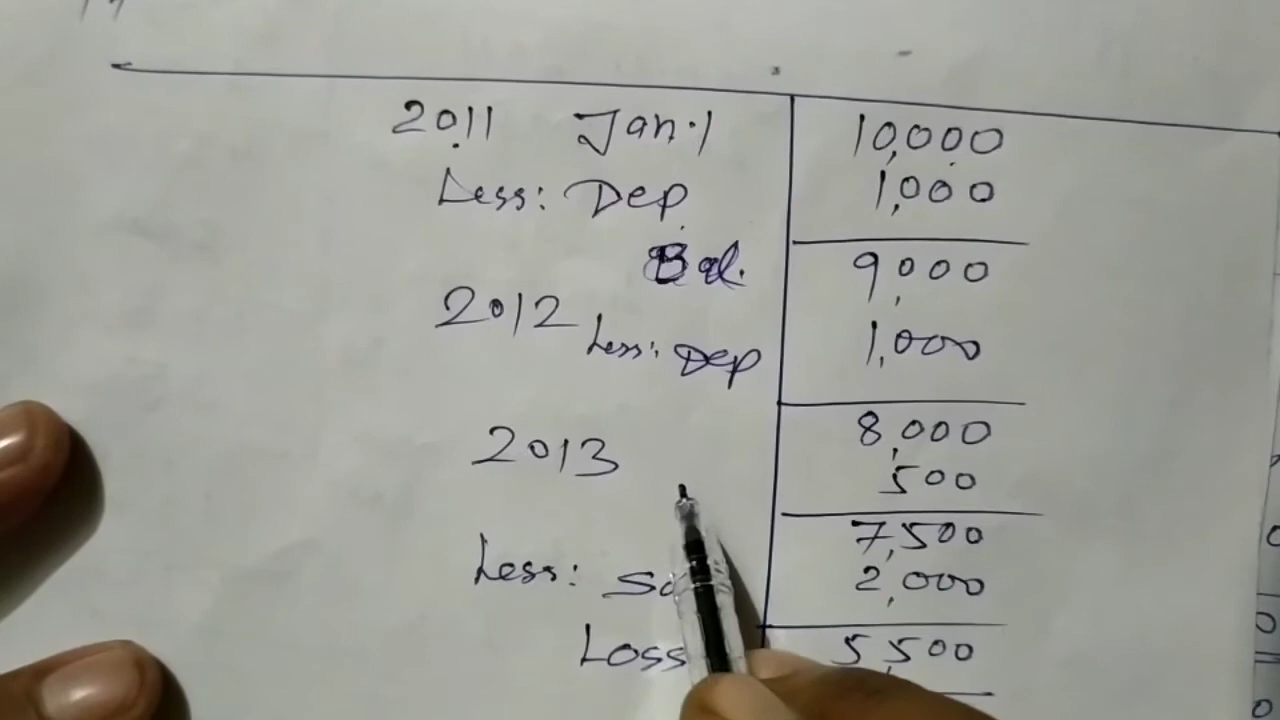 2011 Jan.1 10,000
Less: Dep 1,000
Bal. 9,000
2012
Less: Dep 1,000
8,000
2013
500
7,500
Less: 2,000
Loss 5,500